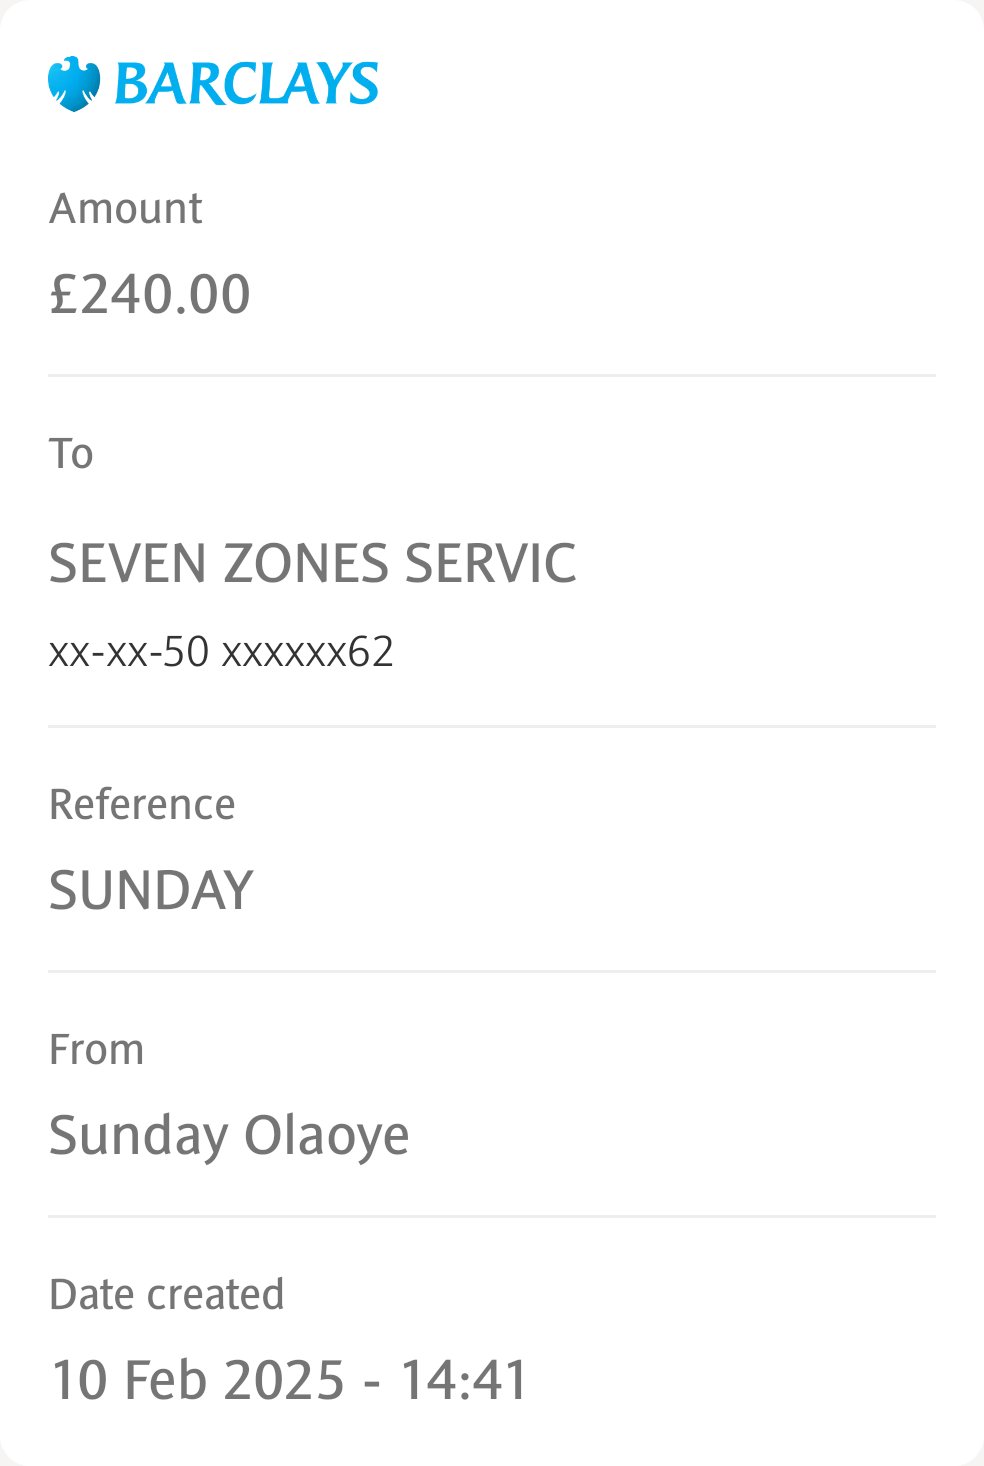 BARCLAYS
Amount
£240.00
To
SEVEN ZONES SERVIC
xx-xx-50 xxxxxx62
Reference
SUNDAY
From
Sunday Olaoye
Date created
10 Feb 2025 - 14:41